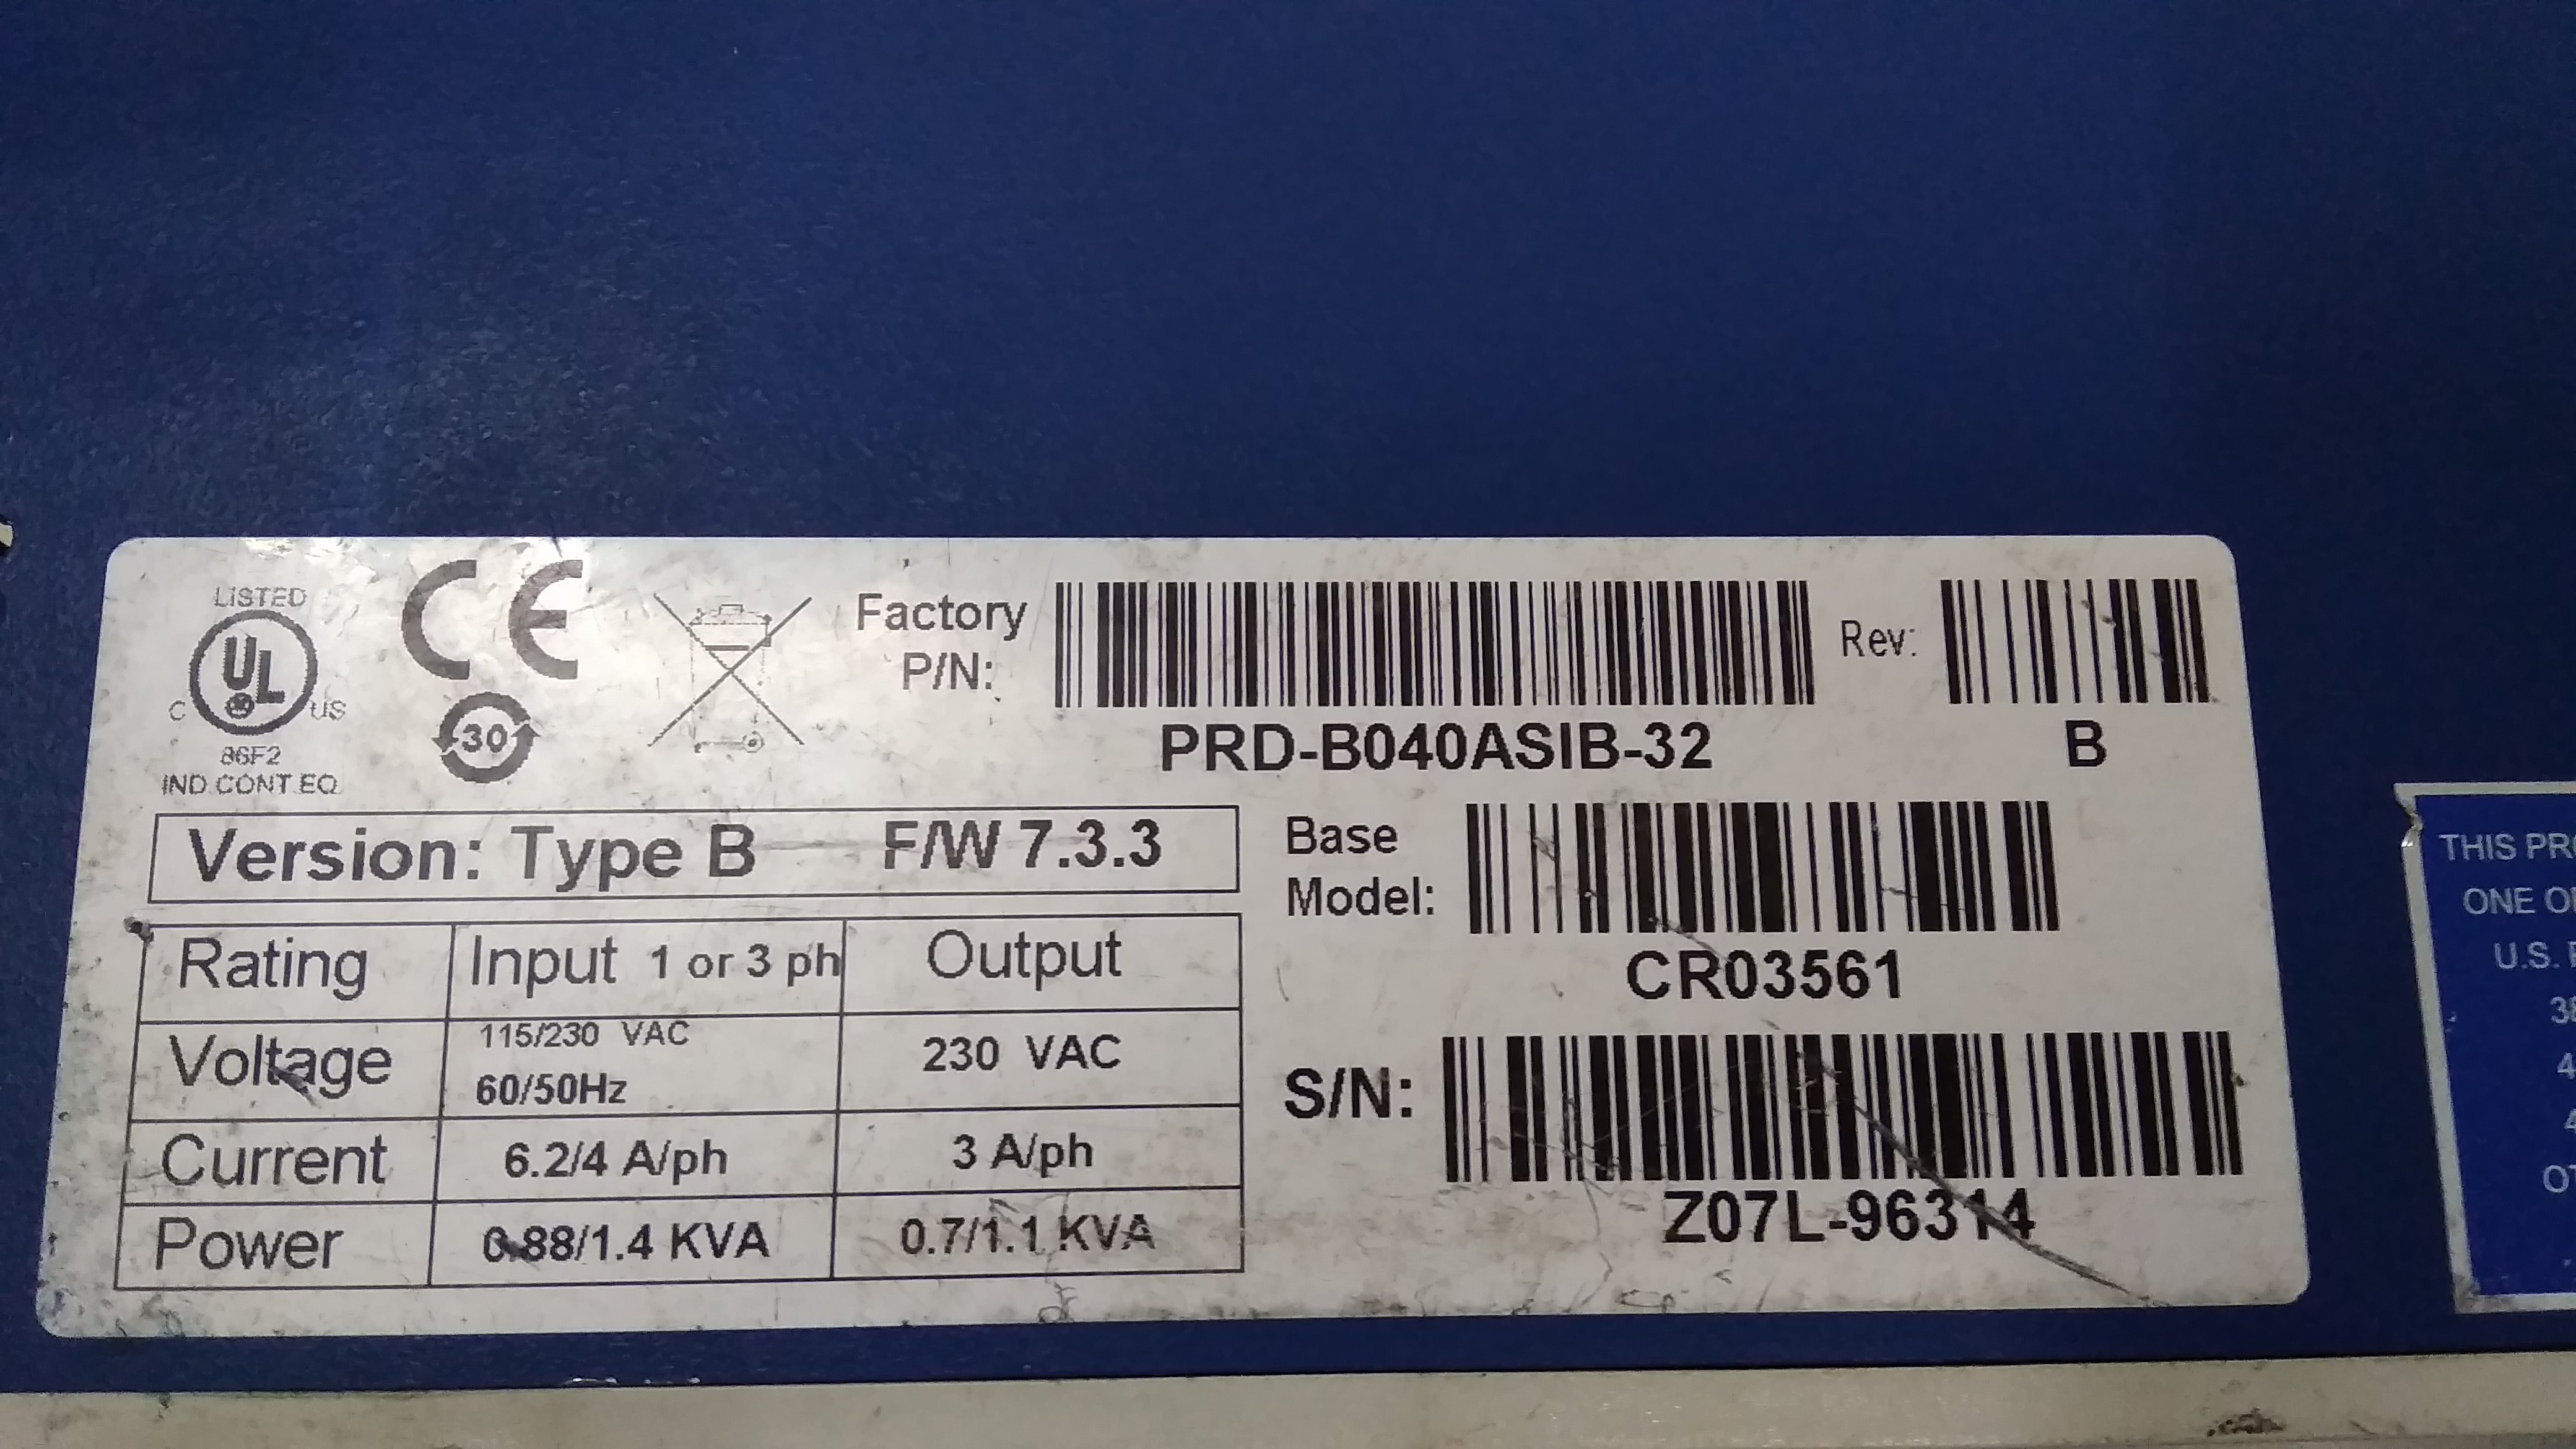 LISTED
UL
C US
86F2
IND.CONT.EQ.
CE
30
Factory
P/N:
PRD-B040ASIB-32
Rev:
B
Version: Type B F/W 7.3.3
Base
Model:
CR03561
Rating Input 1 or 3 ph Output
Voltage 115/230 VAC
60/50Hz 230 VAC
Current 6.2/4 A/ph 3 A/ph
Power 0.88/1.4 KVA 0.7/1.1 KVA
S/N:
Z07L-96314
THIS
ONE
U.S.